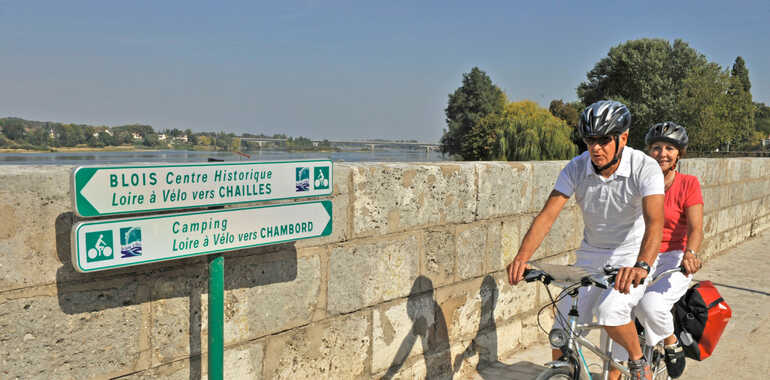 BLOIS Centre Historique
Loire à Vélo vers CHAILLES
Camping
Loire à Vélo vers CHAMBORD